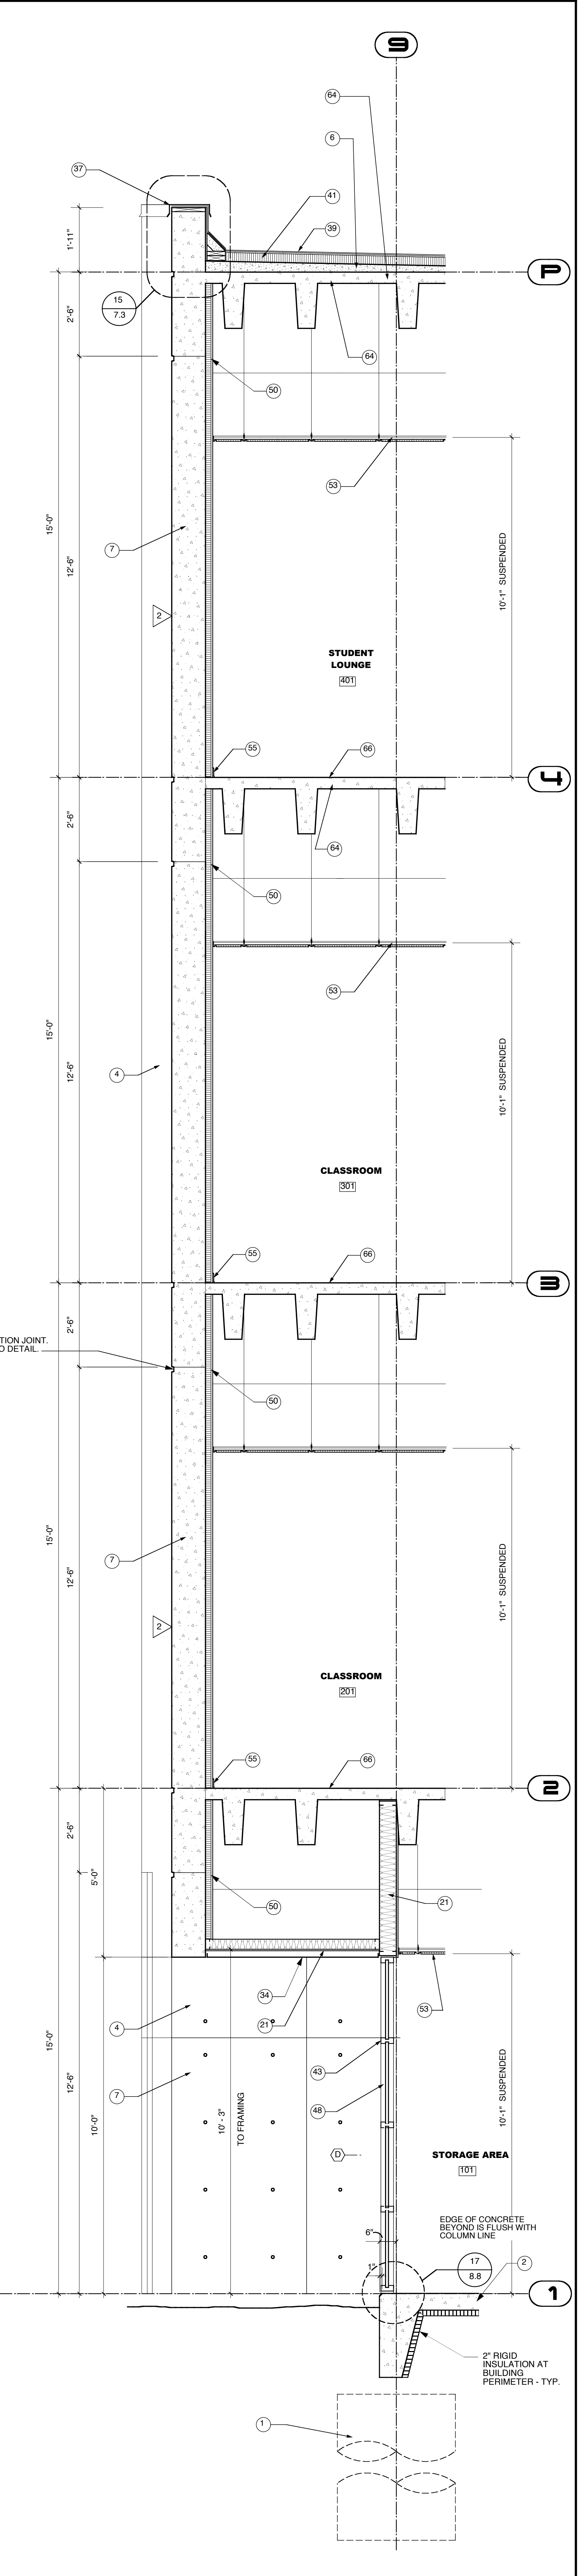 9
64
6
37
41
39
1'-11"
P
15
7.3
2'-6"
64
50
53
15'-0"
7
12'-6"
10'-1" SUSPENDED
2
STUDENT
LOUNGE
401
55
66
4
2'-6"
64
50
53
15'-0"
12'-6"
4
10'-1" SUSPENDED
CLASSROOM
301
55
66
3
2'-6"
TION JOINT.
O DETAIL.
50
15'-0"
7
12'-6"
10'-1" SUSPENDED
2
CLASSROOM
201
55
66
2
2'-6"
5'-0"
50
21
34
53
4
21
15'-0"
12'-6"
43
7
10'-0"
10' - 3"
TO FRAMING
48
10'-1" SUSPENDED
D
STORAGE AREA
101
EDGE OF CONCRETE
BEYOND IS FLUSH WITH
COLUMN LINE
6"
17
8.8
2
1"
1
2" RIGID
INSULATION AT
BUILDING
PERIMETER - TYP.
1